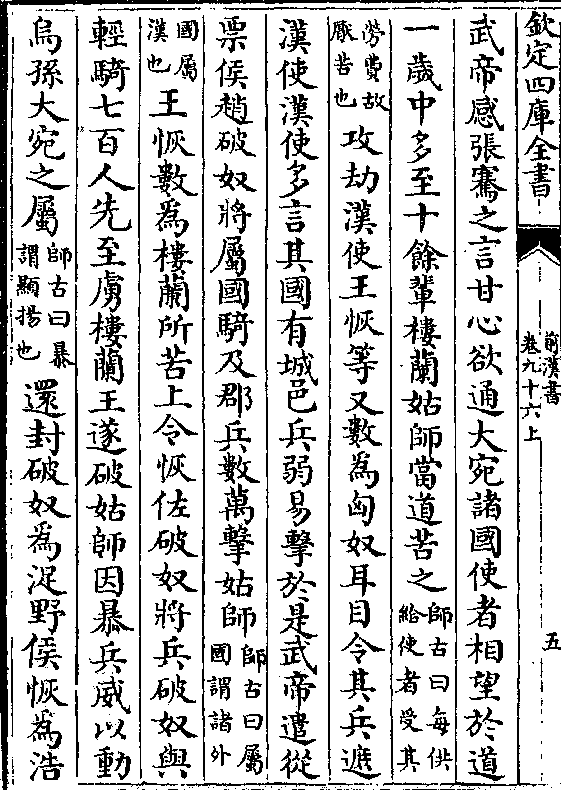 欽定四庫全書
前漢書
卷九十六上
五
武帝感張騫之言甘心欲通大宛諸國使者相望於道
一歲中多至十餘輩樓蘭姑師當道苦之師古曰每供給使者受其
勞費故厭苦也攻劫漢使王恢等又數為匈奴耳目令其兵遮
漢使漢使多言其國有城邑兵弱易擊於是武帝遣從
票侯趙破奴將屬國騎及郡兵數萬擊姑師師古曰屬國謂諸外
國屬漢也王恢數為樓蘭所苦上令恢佐破奴將兵破奴與
輕騎七百人先至虜樓蘭王遂破姑師因暴兵威以動
烏孫大宛之屬師古曰暴謂顯揚也還封破奴為浞野侯恢為浩